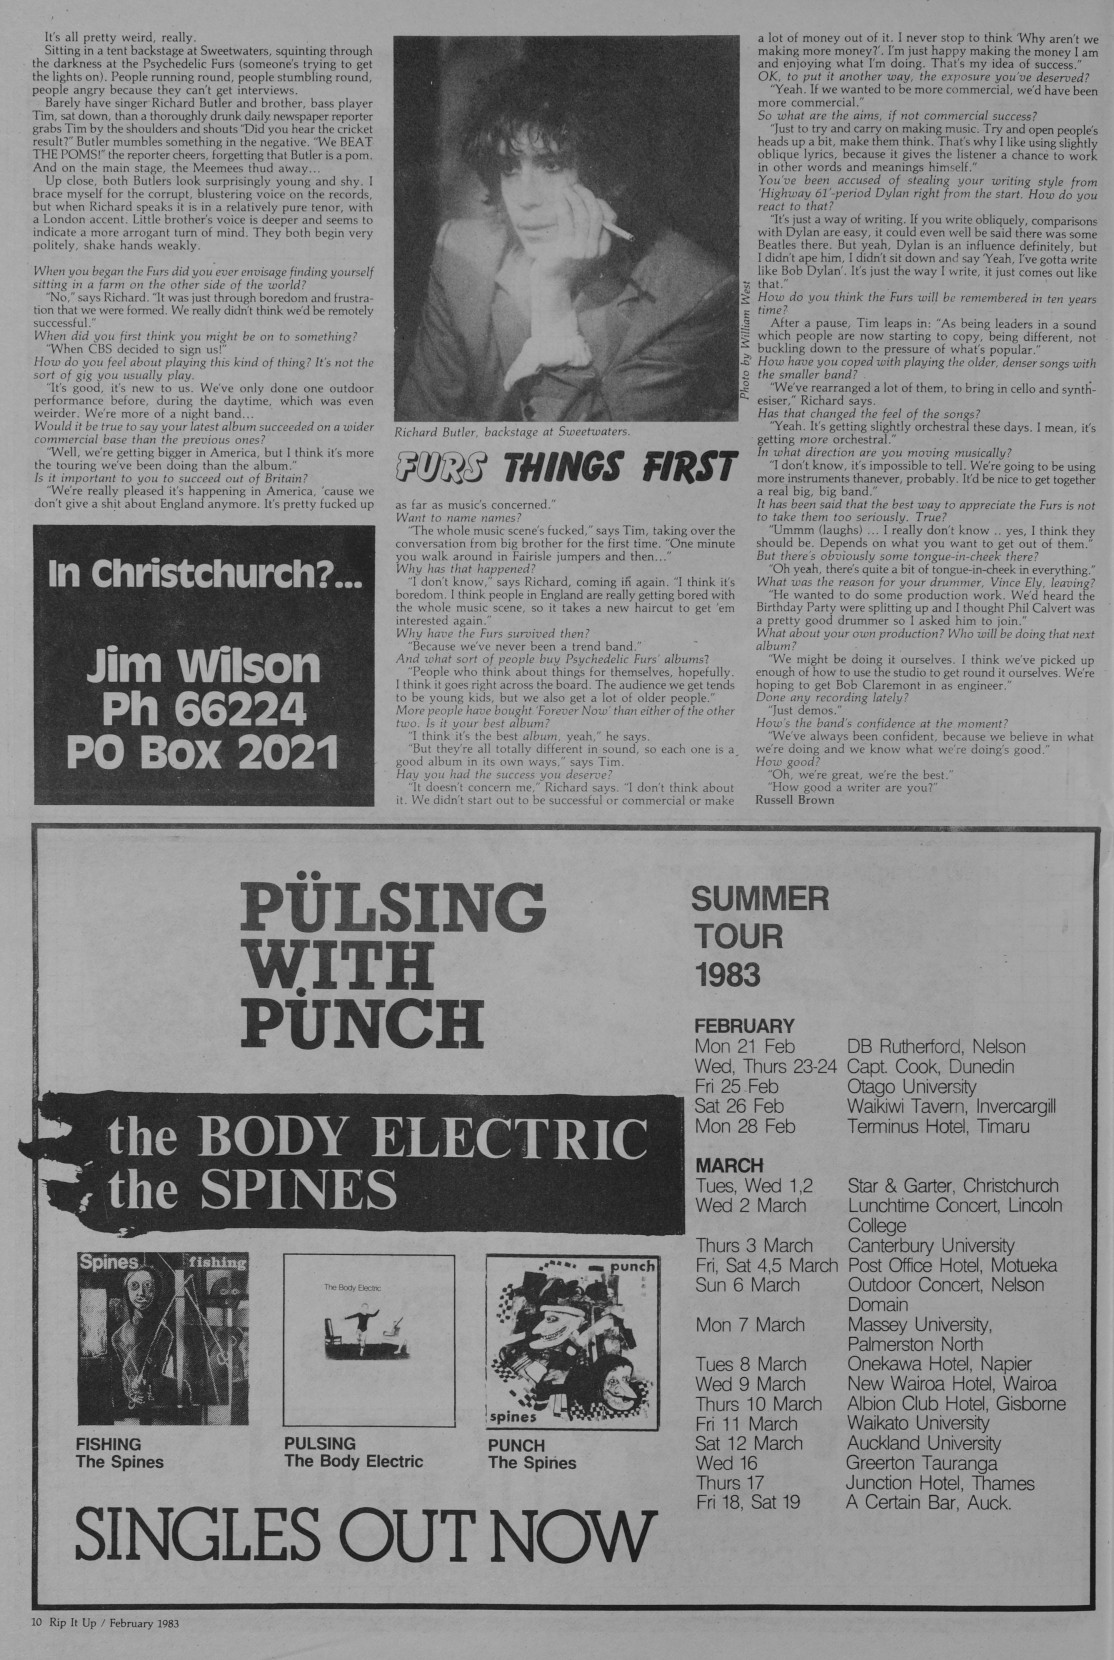 It's all pretty weird, really.
Sitting in a tent backstage at Sweetwaters, squinting through
the darkness at the Psychedelic Furs (someone's trying to get
the lights on). People running round, people stumbling round,
people angry because they can't get interviews.
Barely have singer Richard Butler and brother, bass player
Tim, sat down, than a thoroughly drunk daily newspaper reporter
grabs Tim by the shoulders and shouts "Did you hear the cricket
result?" Butler mumbles something in the negative. "We BEAT
THE POMS!" the reporter cheers, forgetting that Butler is a pom.
And on the main stage, the Meemees thud away...
Up close, both Butlers look surprisingly young and shy. I
brace myself for the corrupt, blustering voice on the records,
but when Richard speaks it is in a relatively pure tenor, with
a London accent. Little brother's voice is deeper and seems to
indicate a more arrogant turn of mind. They both begin very
politely, shake hands weakly.
When you began the Furs did you ever envisage finding yourself
sitting in a farm on the other side of the world?
"No," says Richard. "It was just through boredom and frustra-
tion that we were formed. We really didn't think we'd be remotely
successful."
When did you first think you might be on to something?
"When CBS decided to sign us!"
How do you feel about playing this kind of thing? It's not the
sort of gig you usually play.
"It's good, it's new to us. We've only done one outdoor
performance before, during the daytime, which was even
weirder. We're more of a night band...
Would it be true to say your latest album succeeded on a wider
commercial base than the previous ones?
"Well, we're getting bigger in America, but I think it's more
the touring we've been doing than the album."
Is it important to you to succeed out of Britain?
"We're really pleased it's happening in America, 'cause we
don't give a shit about England anymore. It's pretty fucked up
In Christchurch?...
Jim Wilson
Ph 66224
PO Box 2021
Photo by William West
Richard Butler, backstage at Sweetwaters.
FURS THINGS FIRST
as far as music's concerned."
Want to name names?
"The whole music scene's fucked," says Tim, taking over the
conversation from big brother for the first time. "One minute
you walk around in Fairisle jumpers and then..."
Why has that happened?
"I don't know," says Richard, coming in again. "I think it's
boredom. I think people in England are really getting bored with
the whole music scene, so it takes a new haircut to get 'em
interested again."
Why have the Furs survived then?
"Because we've never been a trend band."
And what sort of people buy Psychedelic Furs' albums?
"People who think about things for themselves, hopefully.
I think it goes right across the board. The audience we get tends
to be young kids, but we also get a lot of older people."
More people have bought 'Forever Now' than either of the other
two. Is it your best album?
"I think it's the best album, yeah," he says.
"But they're all totally different in sound, so each one is a
good album in its own ways," says Tim.
Hay you had the success you deserve?
"It doesn't concern me," Richard says. "I don't think about
it. We didn't start out to be successful or commercial or make
a lot of money out of it. I never stop to think 'Why aren't we
making more money?'. I'm just happy making the money I am
and enjoying what I'm doing. That's my idea of success."
OK, to put it another way, the exposure you've deserved?
"Yeah. If we wanted to be more commercial, we'd have been
more commercial."
So what are the aims, if not commercial success?
"Just to try and carry on making music. Try and open people's
heads up a bit, make them think. That's why I like using slightly
oblique lyrics, because it gives the listener a chance to work
in other words and meanings himself."
You've been accused of stealing your writing style from
'Highway 61'-period Dylan right from the start. How do you
react to that?
"It's just a way of writing. If you write obliquely, comparisons
with Dylan are easy, it could even well be said there was some
Beatles there. But yeah, Dylan is an influence definitely, but
I didn't ape him, I didn't sit down and say 'Yeah, I've gotta write
like Bob Dylan'. It's just the way I write, it just comes out like
that."
How do you think the Furs will be remembered in ten years
time?
After a pause, Tim leaps in: "As being leaders in a sound
which people are now starting to copy, being different, not
buckling down to the pressure of what's popular."
How have you coped with playing the older, denser songs with
the smaller band?
"We've rearranged a lot of them, to bring in cello and synth-
esiser," Richard says.
Has that changed the feel of the songs?
"Yeah. It's getting slightly orchestral these days. I mean, it's
getting more orchestral."
In what direction are you moving musically?
"I don't know, it's impossible to tell. We're going to be using
more instruments thanever, probably. It'd be nice to get together
a real big, big band."
It has been said that the best way to appreciate the Furs is not
to take them too seriously. True?
"Ummm (laughs) ... I really don't know .. yes, I think they
should be. Depends on what you want to get out of them."
But there's obviously some tongue-in-cheek there?
"Oh yeah, there's quite a bit of tongue-in-cheek in everything."
What was the reason for your drummer, Vince Ely, leaving?
"He wanted to do some production work. We'd heard the
Birthday Party were splitting up and I thought Phil Calvert was
a pretty good drummer so I asked him to join."
What about your own production? Who will be doing that next
album?
"We might be doing it ourselves. I think we've picked up
enough of how to use the studio to get round it ourselves. We're
hoping to get Bob Claremont in as engineer."
Done any recording lately?
"Just demos."
How's the band's confidence at the moment?
"We've always been confident, because we believe in what
we're doing and we know what we're doing's good."
How good?
"Oh, we're great, we're the best."
"How good a writer are you?"
Russell Brown
PÜLSING
WITH
PÜNCH
the BODY ELECTRIC
the SPINES
Spines fishing
The Body Electric
punch
spines
FISHING
The Spines
PULSING
The Body Electric
PUNCH
The Spines
SINGLES OUT NOW
SUMMER
TOUR
1983
FEBRUARY
Mon 21 Feb DB Rutherford, Nelson
Wed, Thurs 23-24 Capt. Cook, Dunedin
Fri 25 Feb Otago University
Sat 26 Feb Waikiwi Tavern, Invercargill
Mon 28 Feb Terminus Hotel, Timaru
MARCH
Tues, Wed 1,2 Star & Garter, Christchurch
Wed 2 March Lunchtime Concert, Lincoln
College
Thurs 3 March Canterbury University
Fri, Sat 4,5 March Post Office Hotel, Motueka
Sun 6 March Outdoor Concert, Nelson
Domain
Mon 7 March Massey University,
Palmerston North
Tues 8 March Onekawa Hotel, Napier
Wed 9 March New Wairoa Hotel, Wairoa
Thurs 10 March Albion Club Hotel, Gisborne
Fri 11 March Waikato University
Sat 12 March Auckland University
Wed 16 Greerton Tauranga
Thurs 17 Junction Hotel, Thames
Fri 18, Sat 19 A Certain Bar, Auck.
10 Rip It Up / February 1983